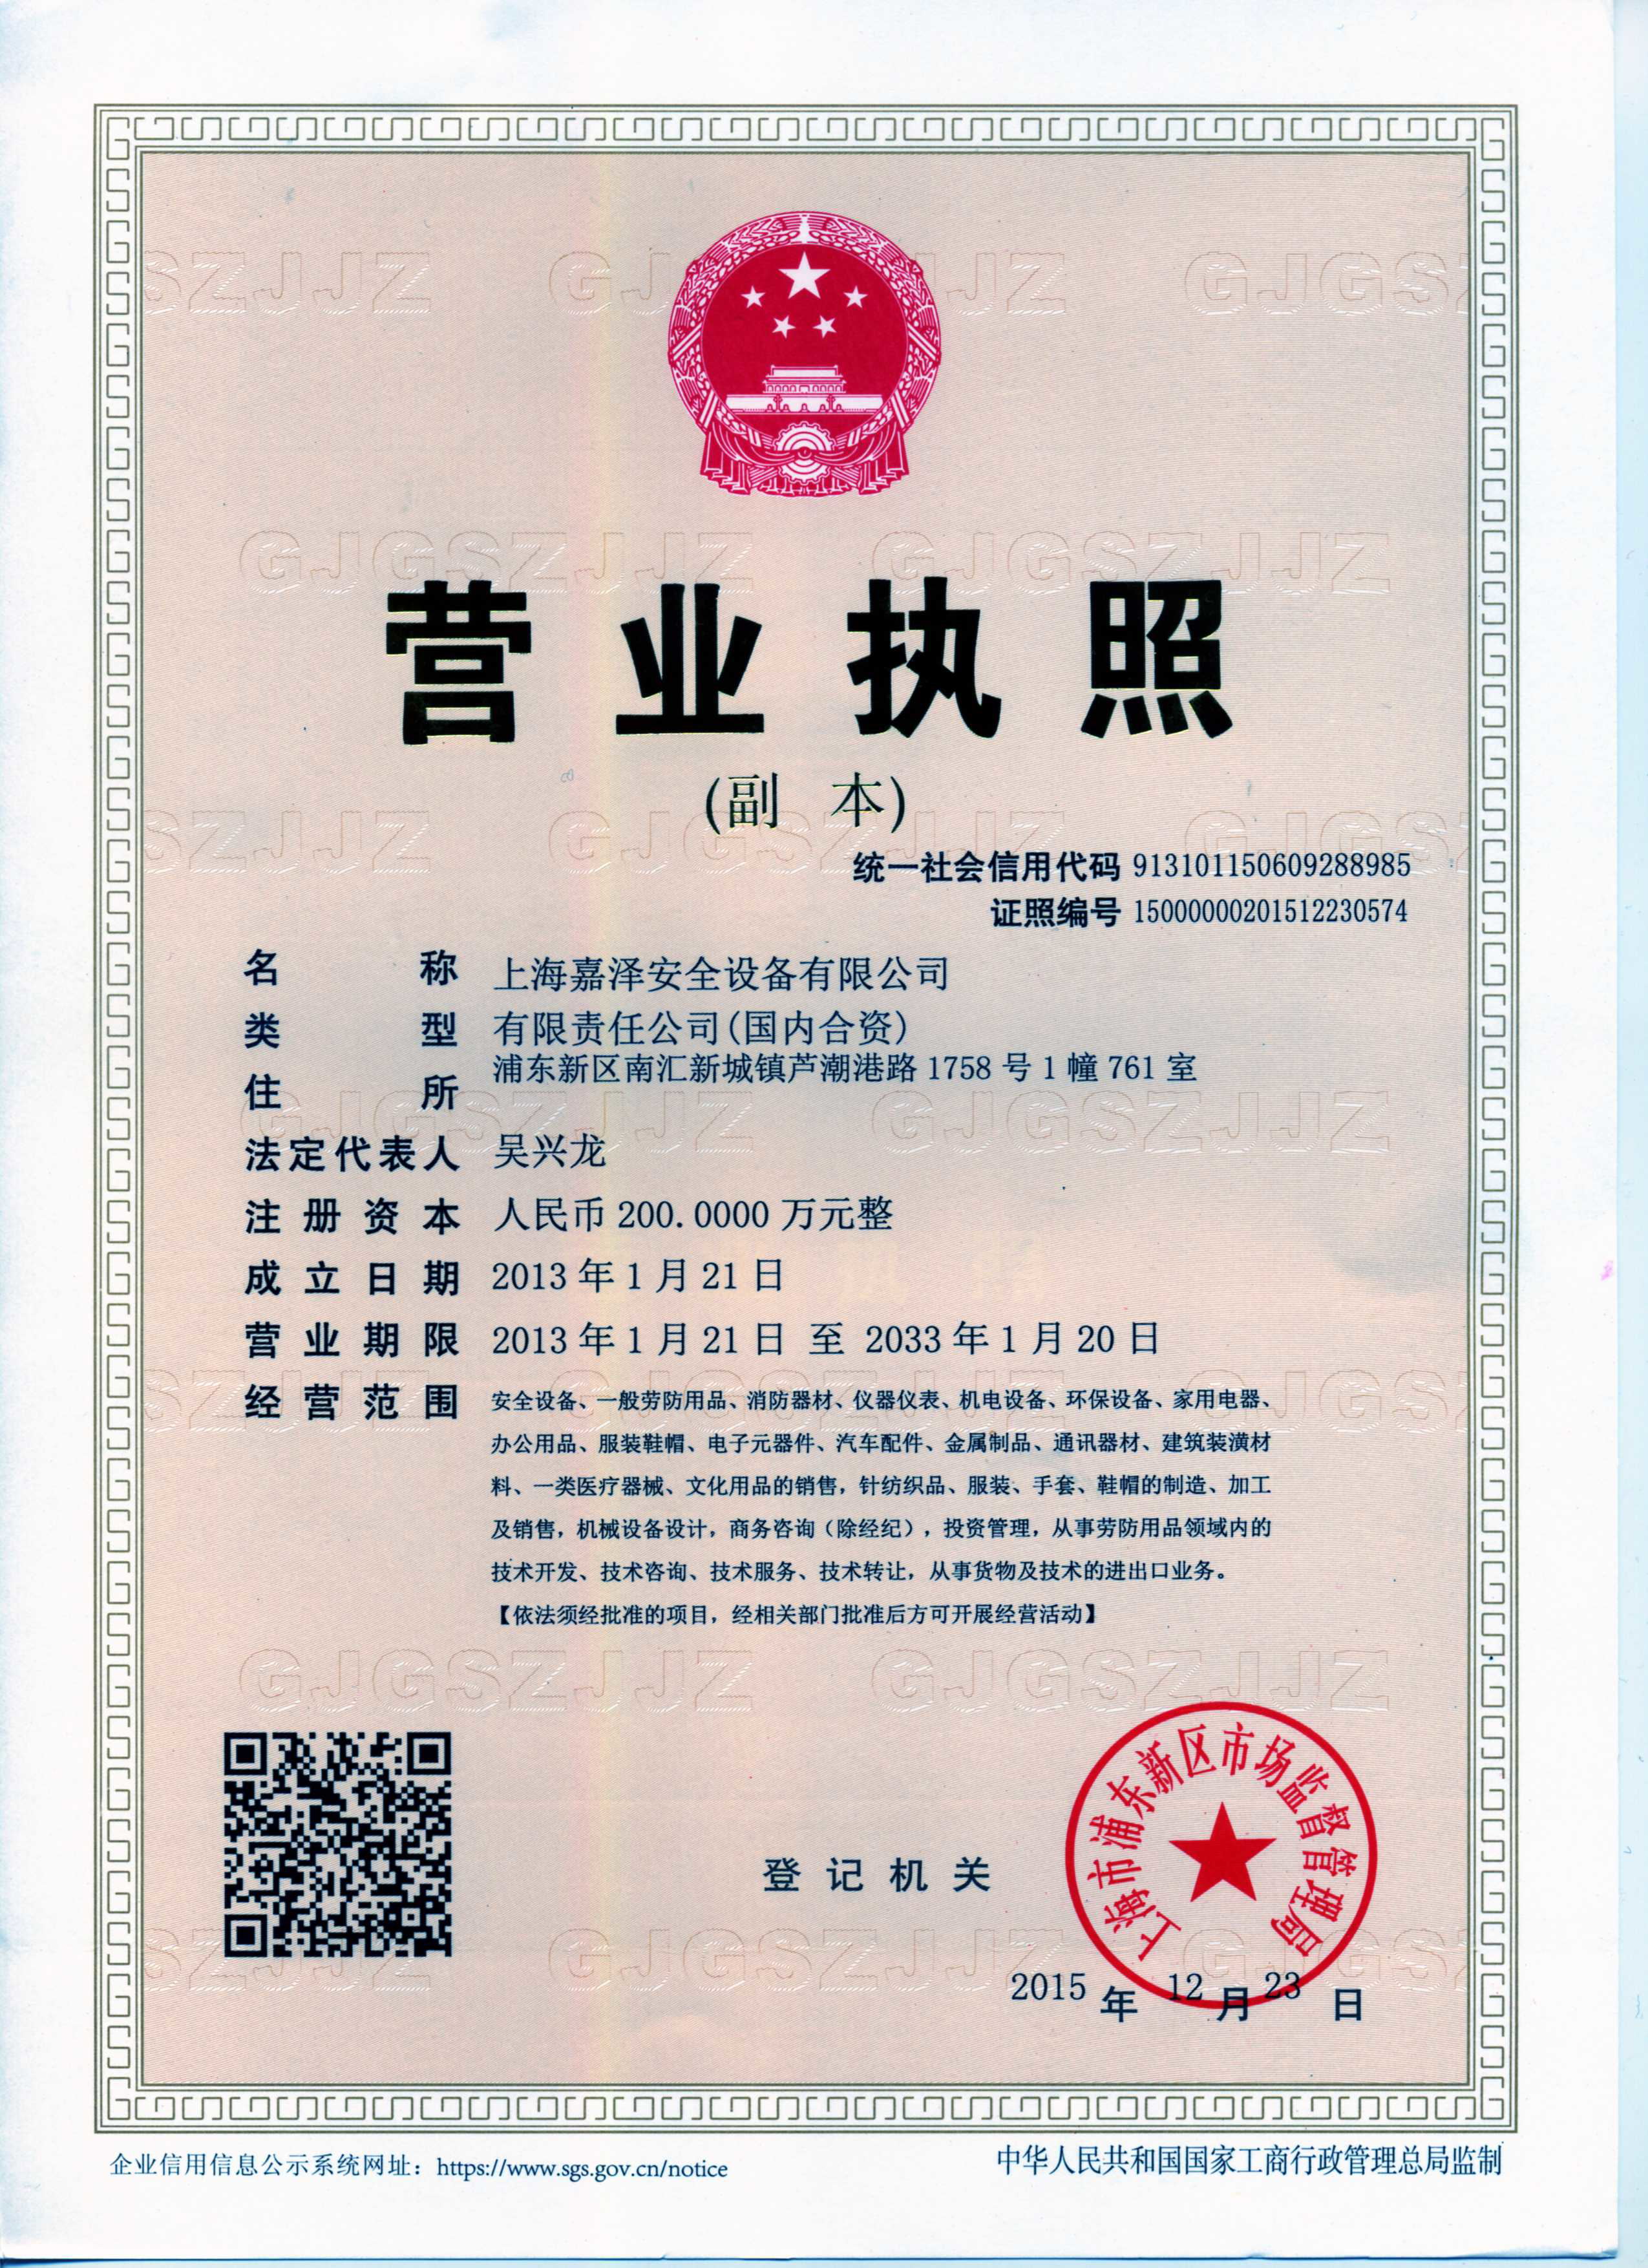 营业执照
(副 本)
统一社会信用代码 913101150609288985
证照编号 15000000201512230574
名 称 上海嘉泽安全设备有限公司
类 型 有限责任公司(国内合资)
住 所 浦东新区南汇新城镇芦潮港路 1758 号 1 幢 761 室
法定代表人 吴兴龙
注册资本 人民币 200.0000 万元整
成立日期 2013 年 1 月 21 日
营业期限 2013 年 1 月 21 日 至 2033 年 1 月 20 日
经营范围 安全设备、一般劳防用品、消防器材、仪器仪表、机电设备、环保设备、家用电器、
办公用品、服装鞋帽、电子元器件、汽车配件、金属制品、通讯器材、建筑装潢材
料、一类医疗器械、文化用品的销售，针纺织品、服装、手套、鞋帽的制造、加工
及销售，机械设备设计，商务咨询（除经纪），投资管理，从事劳防用品领域内的
技术开发、技术咨询、技术服务、技术转让，从事货物及技术的进出口业务。
【依法须经批准的项目，经相关部门批准后方可开展经营活动】
上海市浦东新区市场监督管理局
登记机关
2015 年 12 月 23 日
企业信用信息公示系统网址：https://www.sgs.gov.cn/notice
中华人民共和国国家工商行政管理总局监制